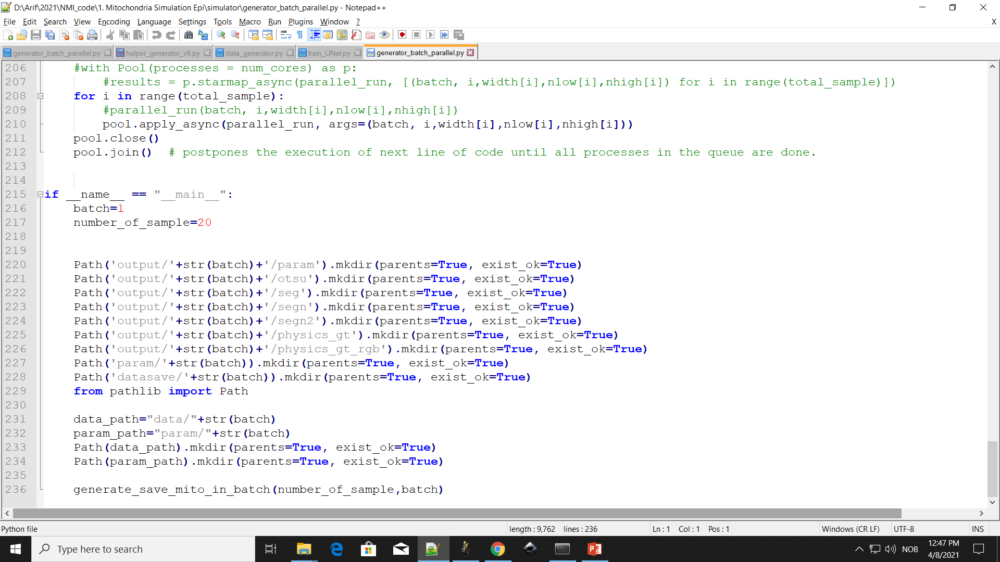 D:\Arif\2021\NMI_code\1. Mitochondria Simulation Epi\simulator\generator_batch_parallel.py - Notepad++
File Edit Search View Encoding Language Settings Tools Macro Run Plugins Window ? X
generator_batch_parallel.py helper_generator_v6.py data_generator.py train_UNet.py generator_batch_parallel.py
206 #with Pool(processes = num_cores) as p:
207 #results = p.starmap_async(parallel_run, [(batch, i,width[i],nlow[i],nhigh[i]) for i in range(total_sample)])
208 for i in range(total_sample):
209 #parallel_run(batch, i,width[i],nlow[i],nhigh[i])
210 pool.apply_async(parallel_run, args=(batch, i,width[i],nlow[i],nhigh[i]))
211 pool.close()
212 pool.join()  # postpones the execution of next line of code until all processes in the queue are done.
213
214
215 if __name__ == "__main__":
216 batch=1
217 number_of_sample=20
218
219
220 Path('output/'+str(batch)+'/param').mkdir(parents=True, exist_ok=True)
221 Path('output/'+str(batch)+'/otsu').mkdir(parents=True, exist_ok=True)
222 Path('output/'+str(batch)+'/seg').mkdir(parents=True, exist_ok=True)
223 Path('output/'+str(batch)+'/segn').mkdir(parents=True, exist_ok=True)
224 Path('output/'+str(batch)+'/segn2').mkdir(parents=True, exist_ok=True)
225 Path('output/'+str(batch)+'/physics_gt').mkdir(parents=True, exist_ok=True)
226 Path('output/'+str(batch)+'/physics_gt_rgb').mkdir(parents=True, exist_ok=True)
227 Path('param/'+str(batch)).mkdir(parents=True, exist_ok=True)
228 Path('datasave/'+str(batch)).mkdir(parents=True, exist_ok=True)
229 from pathlib import Path
230
231 data_path="data/"+str(batch)
232 param_path="param/"+str(batch)
233 Path(data_path).mkdir(parents=True, exist_ok=True)
234 Path(param_path).mkdir(parents=True, exist_ok=True)
235
236 generate_save_mito_in_batch(number_of_sample,batch)
Python file length : 9,762 lines : 236 Ln : 1 Col : 1 Pos : 1 Windows (CR LF) UTF-8 INS
Type here to search NOB 12:47 PM
4/8/2021